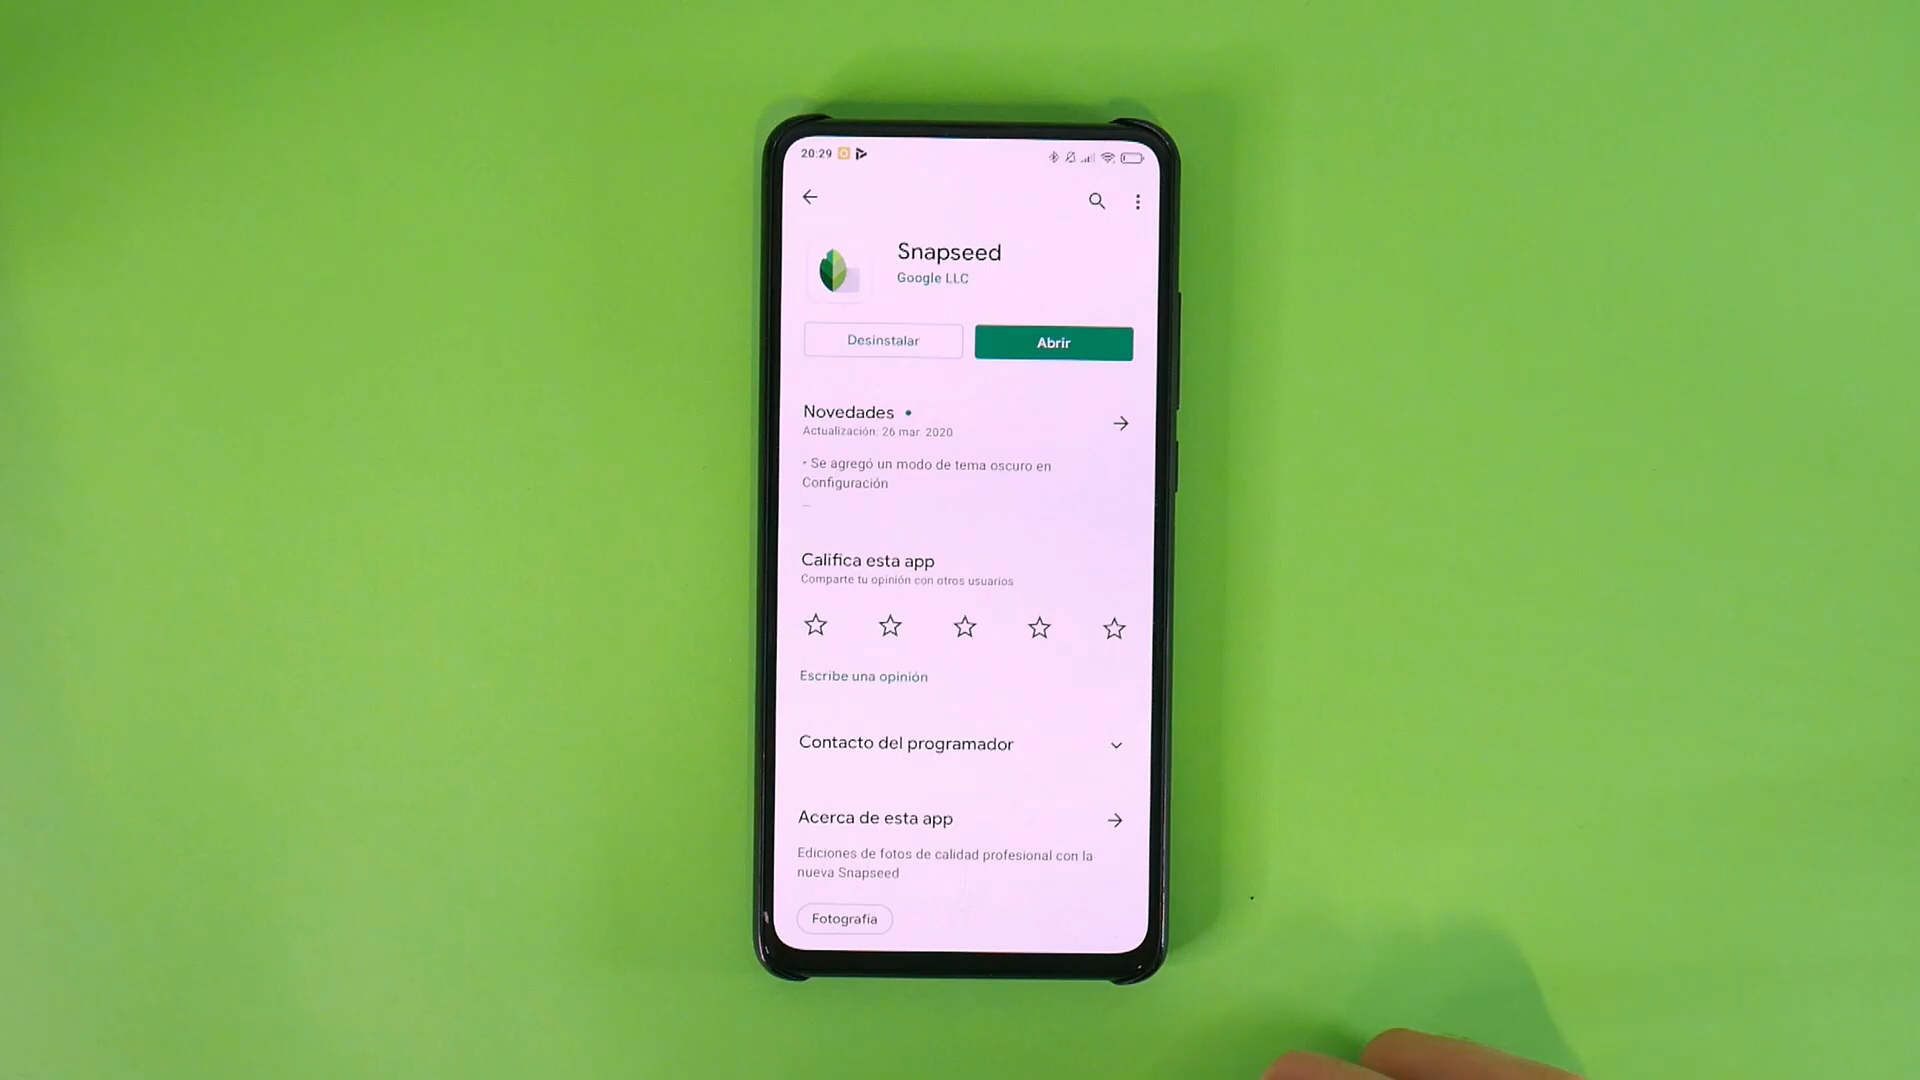 20:29
Snapseed
Google LLC
Desinstalar
Abrir
Novedades •
Actualización: 26 mar. 2020
• Se agregó un modo de tema oscuro en
Configuración
...
Califica esta app
Comparte tu opinión con otros usuarios
Escribe una opinión
Contacto del programador
Acerca de esta app
Ediciones de fotos de calidad profesional con la
nueva Snapseed
Fotografía